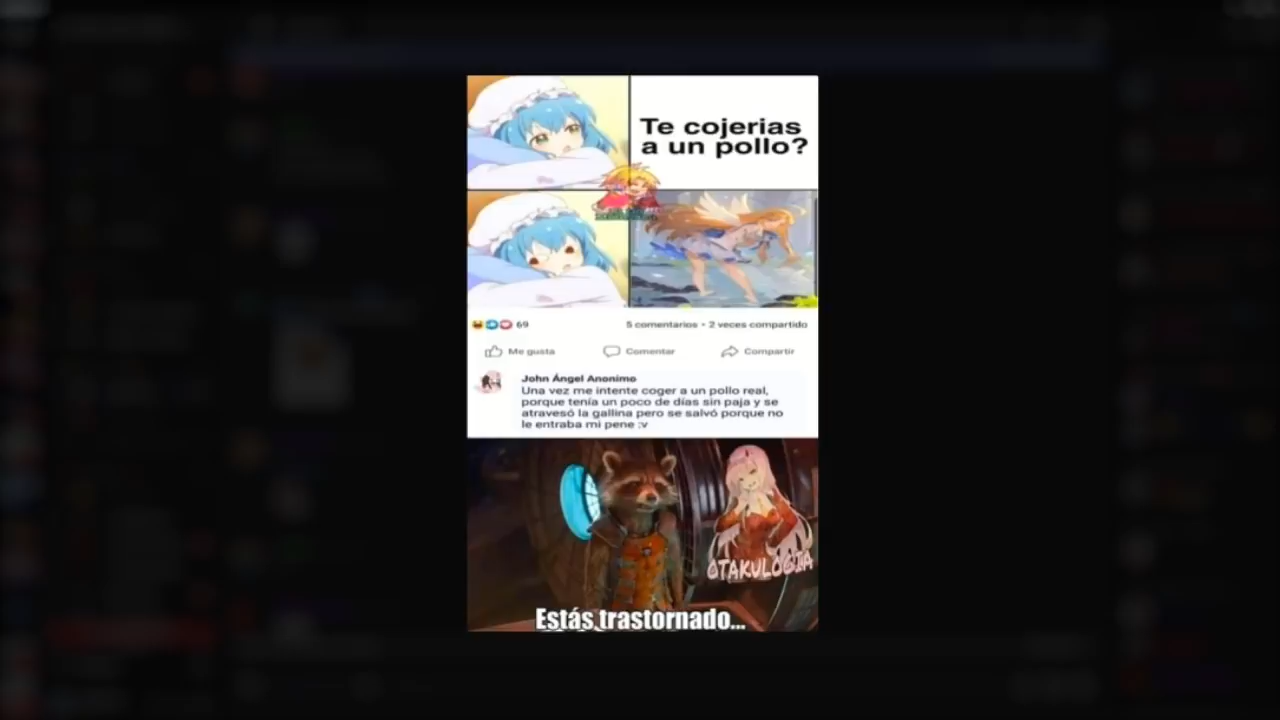 Te cojerias
a un pollo?
69
5 comentarios • 2 veces compartido
Me gusta
Comentar
Compartir
John Ángel Anonimo
Una vez me intente coger a un pollo real,
porque tenía un poco de días sin paja y se
atravesó la gallina pero se salvó porque no
le entraba mi pene :v
OTAKULOGIA
Estás trastornado...